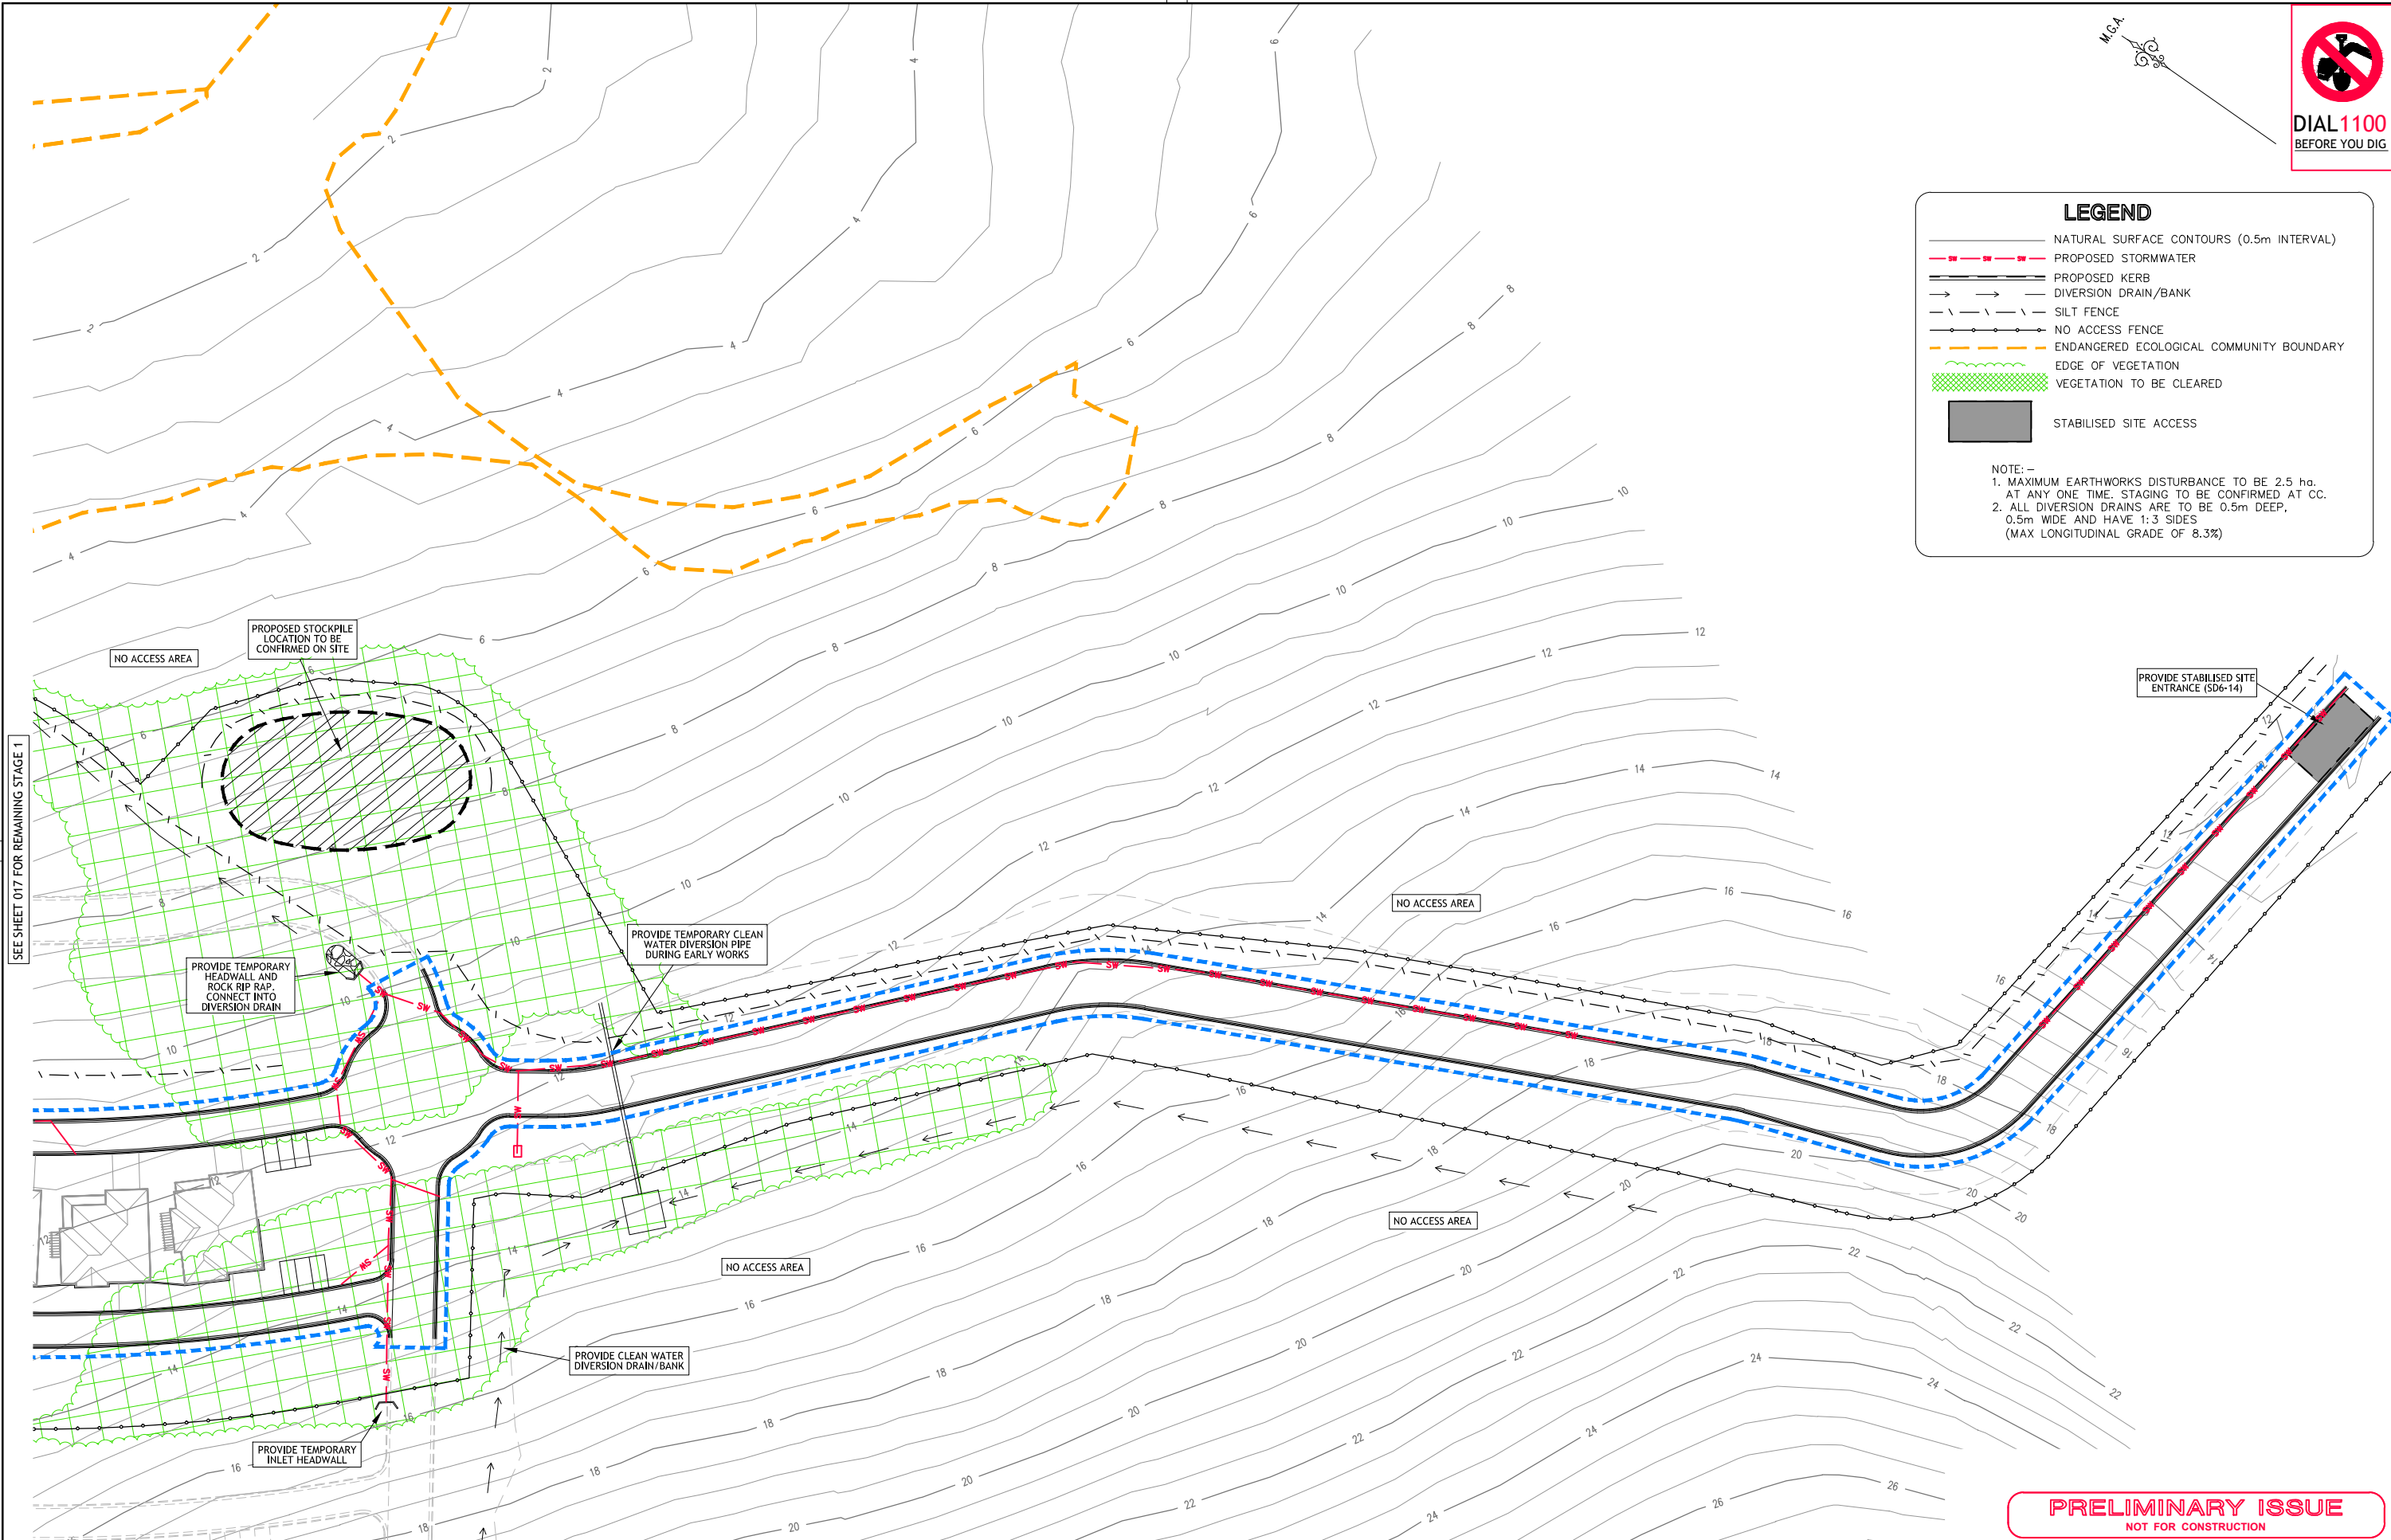 M.G.A.
DIAL1100
BEFORE YOU DIG
LEGEND
NATURAL SURFACE CONTOURS (0.5m INTERVAL)
SW SW SW PROPOSED STORMWATER
PROPOSED KERB
DIVERSION DRAIN/BANK
SILT FENCE
NO ACCESS FENCE
ENDANGERED ECOLOGICAL COMMUNITY BOUNDARY
EDGE OF VEGETATION
VEGETATION TO BE CLEARED
STABILISED SITE ACCESS
NOTE:-
1. MAXIMUM EARTHWORKS DISTURBANCE TO BE 2.5 ha.
AT ANY ONE TIME. STAGING TO BE CONFIRMED AT CC.
2. ALL DIVERSION DRAINS ARE TO BE 0.5m DEEP,
0.5m WIDE AND HAVE 1:3 SIDES
(MAX LONGITUDINAL GRADE OF 8.3%)
PROPOSED STOCKPILE
LOCATION TO BE
CONFIRMED ON SITE
NO ACCESS AREA
PROVIDE STABILISED SITE
ENTRANCE (SD6-14)
SEE SHEET 017 FOR REMAINING STAGE 1
NO ACCESS AREA
PROVIDE TEMPORARY CLEAN
WATER DIVERSION PIPE
DURING EARLY WORKS
PROVIDE TEMPORARY
HEADWALL AND
ROCK RIP RAP.
CONNECT INTO
DIVERSION DRAIN
NO ACCESS AREA
NO ACCESS AREA
PROVIDE CLEAN WATER
DIVERSION DRAIN/BANK
PROVIDE TEMPORARY
INLET HEADWALL
PRELIMINARY ISSUE
NOT FOR CONSTRUCTION